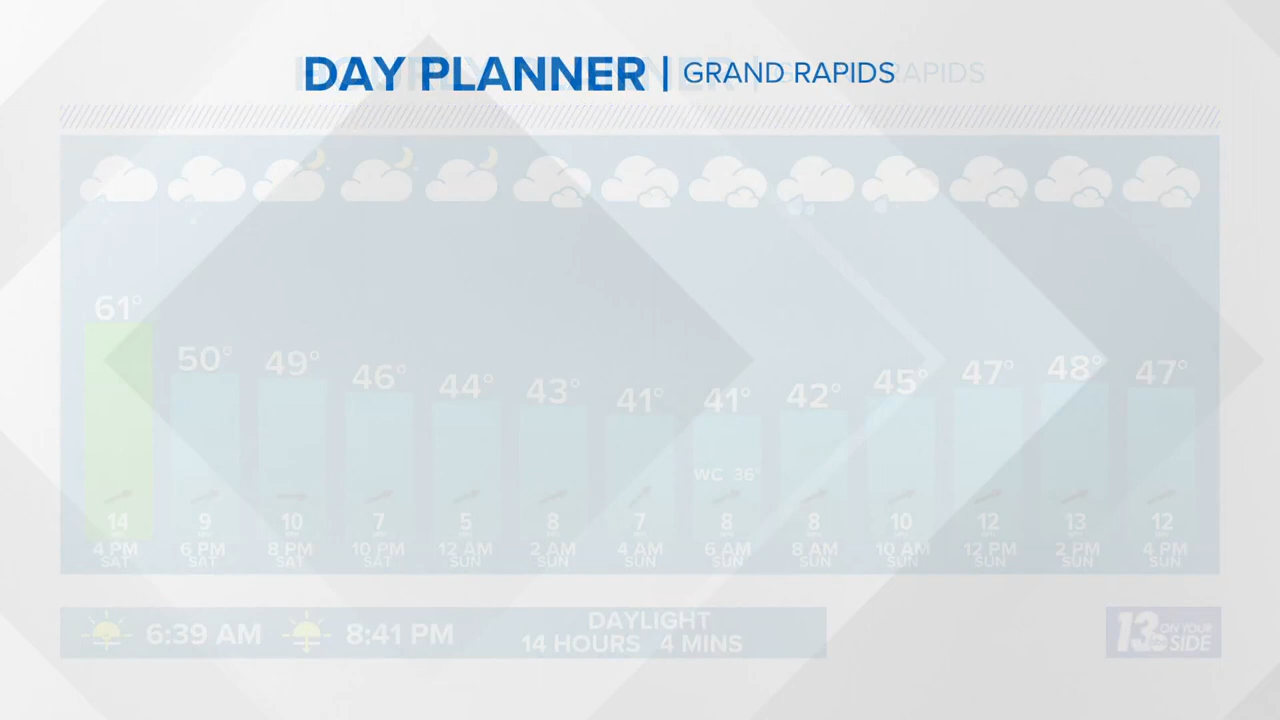 DAY PLANNER | GRAND RAPIDS
61° 50° 49° 46° 44° 43° 41° 41° 42° 45° 47° 48° 47°
WC 36°
14 9 10 7 5 8 7 8 8 10 12 13 12
4 PM 6 PM 8 PM 10 PM 12 AM 2 AM 4 AM 6 AM 8 AM 10 AM 12 PM 2 PM 4 PM
SAT SAT SAT SAT SUN SUN SUN SUN SUN SUN SUN SUN SUN
6:39 AM 8:41 PM
DAYLIGHT
14 HOURS 4 MINS
13 ON YOUR
SIDE